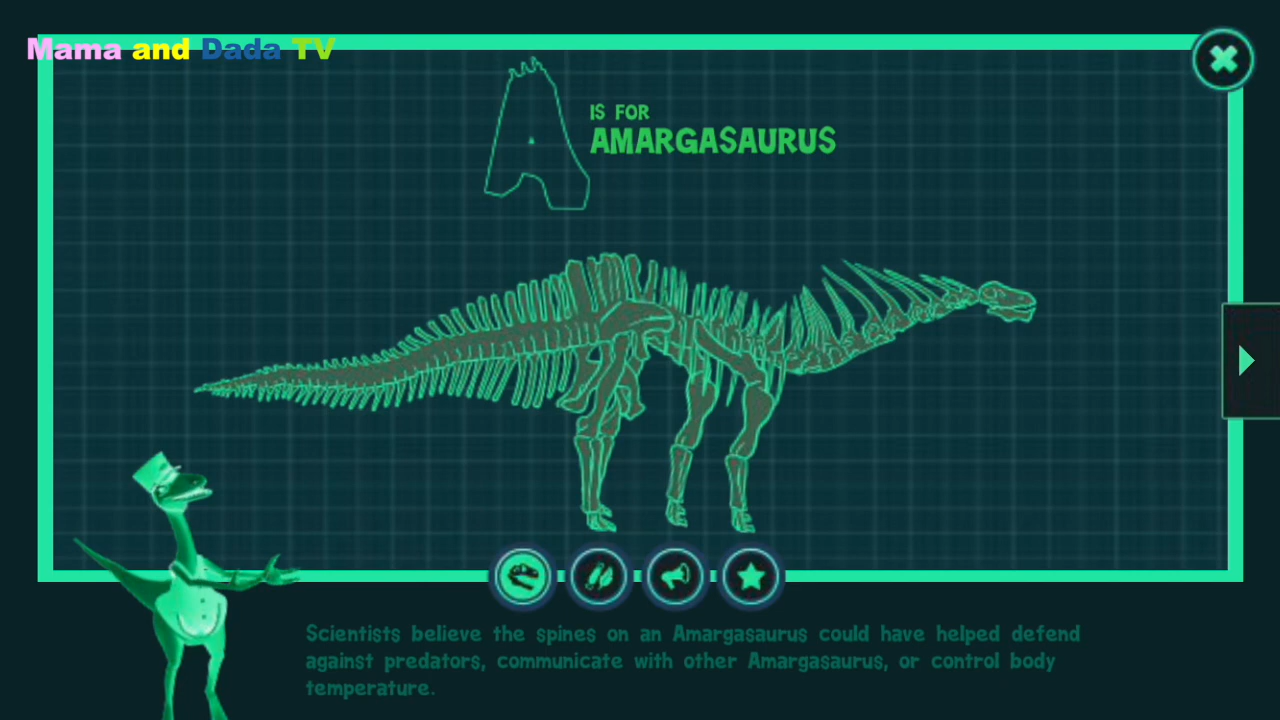 Mama and Dada TV
A IS FOR
AMARGASAURUS
Scientists believe the spines on an Amargasaurus could have helped defend
against predators, communicate with other Amargasaurus, or control body
temperature.